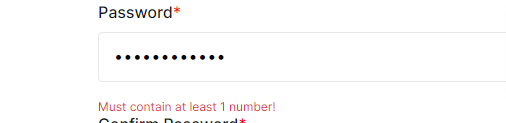 Password*
••••••••••••
Must contain at least 1 number!
Confirm Password*